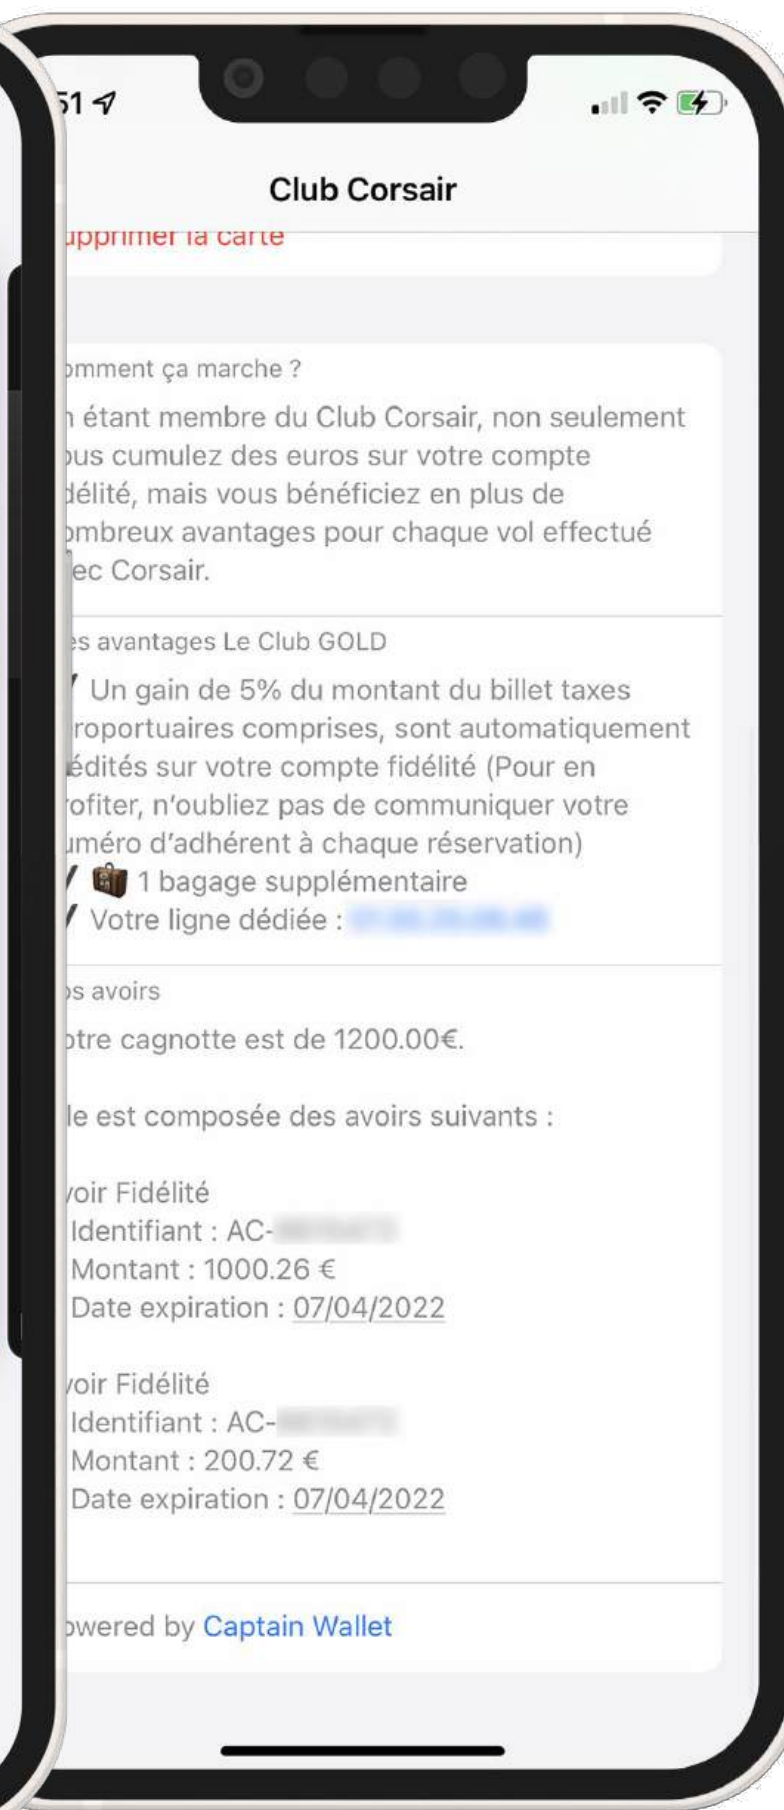 51
Club Corsair
upprimer la carte
omment ça marche ?
n étant membre du Club Corsair, non seulement
ous cumulez des euros sur votre compte
délité, mais vous bénéficiez en plus de
ombreux avantages pour chaque vol effectué
ec Corsair.
es avantages Le Club GOLD
Un gain de 5% du montant du billet taxes
roportuaires comprises, sont automatiquement
édités sur votre compte fidélité (Pour en
rofiter, n’oubliez pas de communiquer votre
uméro d’adhérent à chaque réservation)
1 bagage supplémentaire
Votre ligne dédiée :
os avoirs
otre cagnotte est de 1200.00€.
le est composée des avoirs suivants :
voir Fidélité
Identifiant : AC-
Montant : 1000.26 €
Date expiration : 07/04/2022
voir Fidélité
Identifiant : AC-
Montant : 200.72 €
Date expiration : 07/04/2022
owered by Captain Wallet